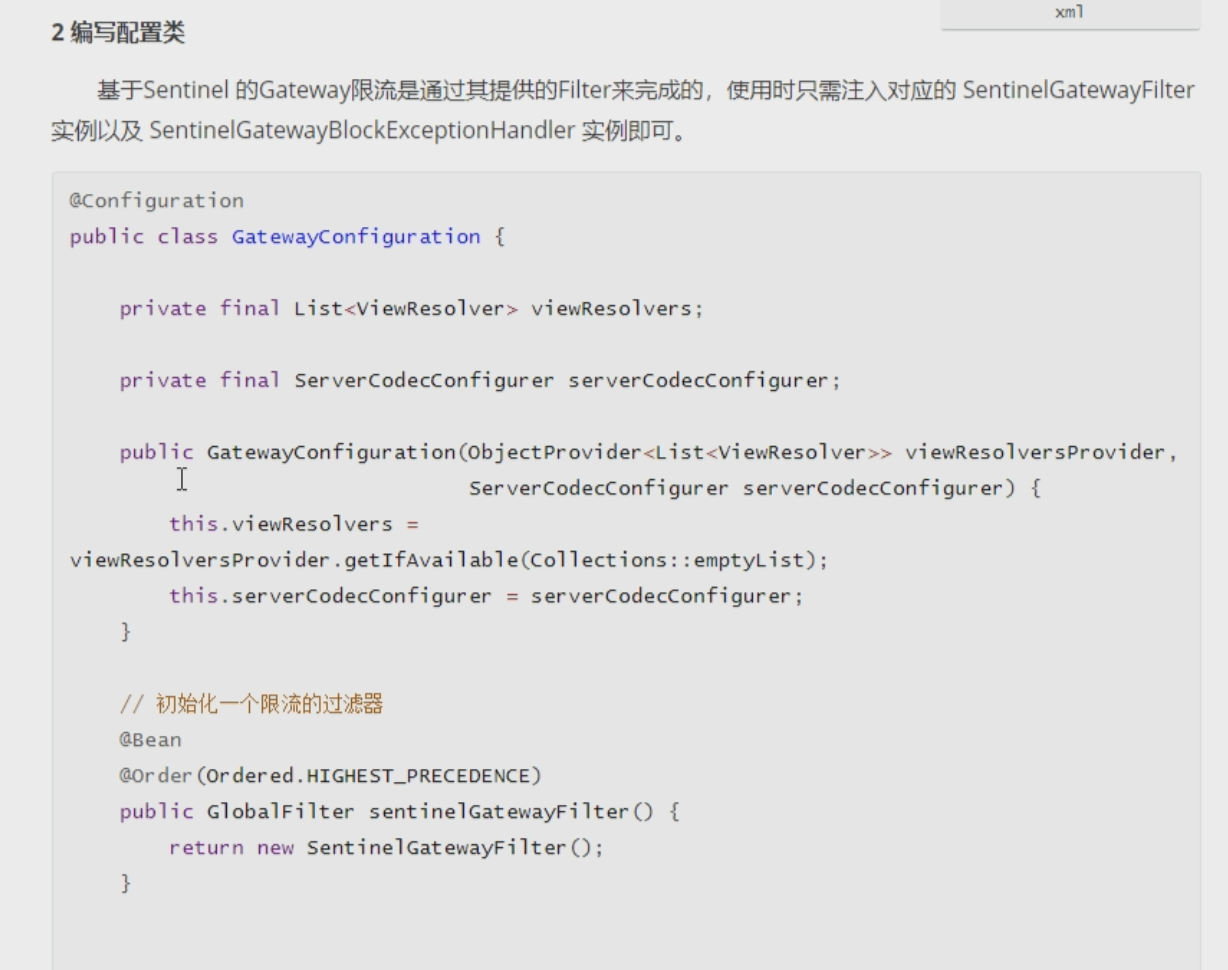 xml
2 编写配置类
基于Sentinel 的Gateway限流是通过其提供的Filter来完成的，使用时只需注入对应的 SentinelGatewayFilter
实例以及 SentinelGatewayBlockExceptionHandler 实例即可。
@Configuration
public class GatewayConfiguration {
private final List<ViewResolver> viewResolvers;
private final ServerCodecConfigurer serverCodecConfigurer;
public GatewayConfiguration(ObjectProvider<List<ViewResolver>> viewResolversProvider,
ServerCodecConfigurer serverCodecConfigurer) {
this.viewResolvers =
viewResolversProvider.getIfAvailable(Collections::emptyList);
this.serverCodecConfigurer = serverCodecConfigurer;
}
// 初始化一个限流的过滤器
@Bean
@Order(Ordered.HIGHEST_PRECEDENCE)
public GlobalFilter sentinelGatewayFilter() {
return new SentinelGatewayFilter();
}